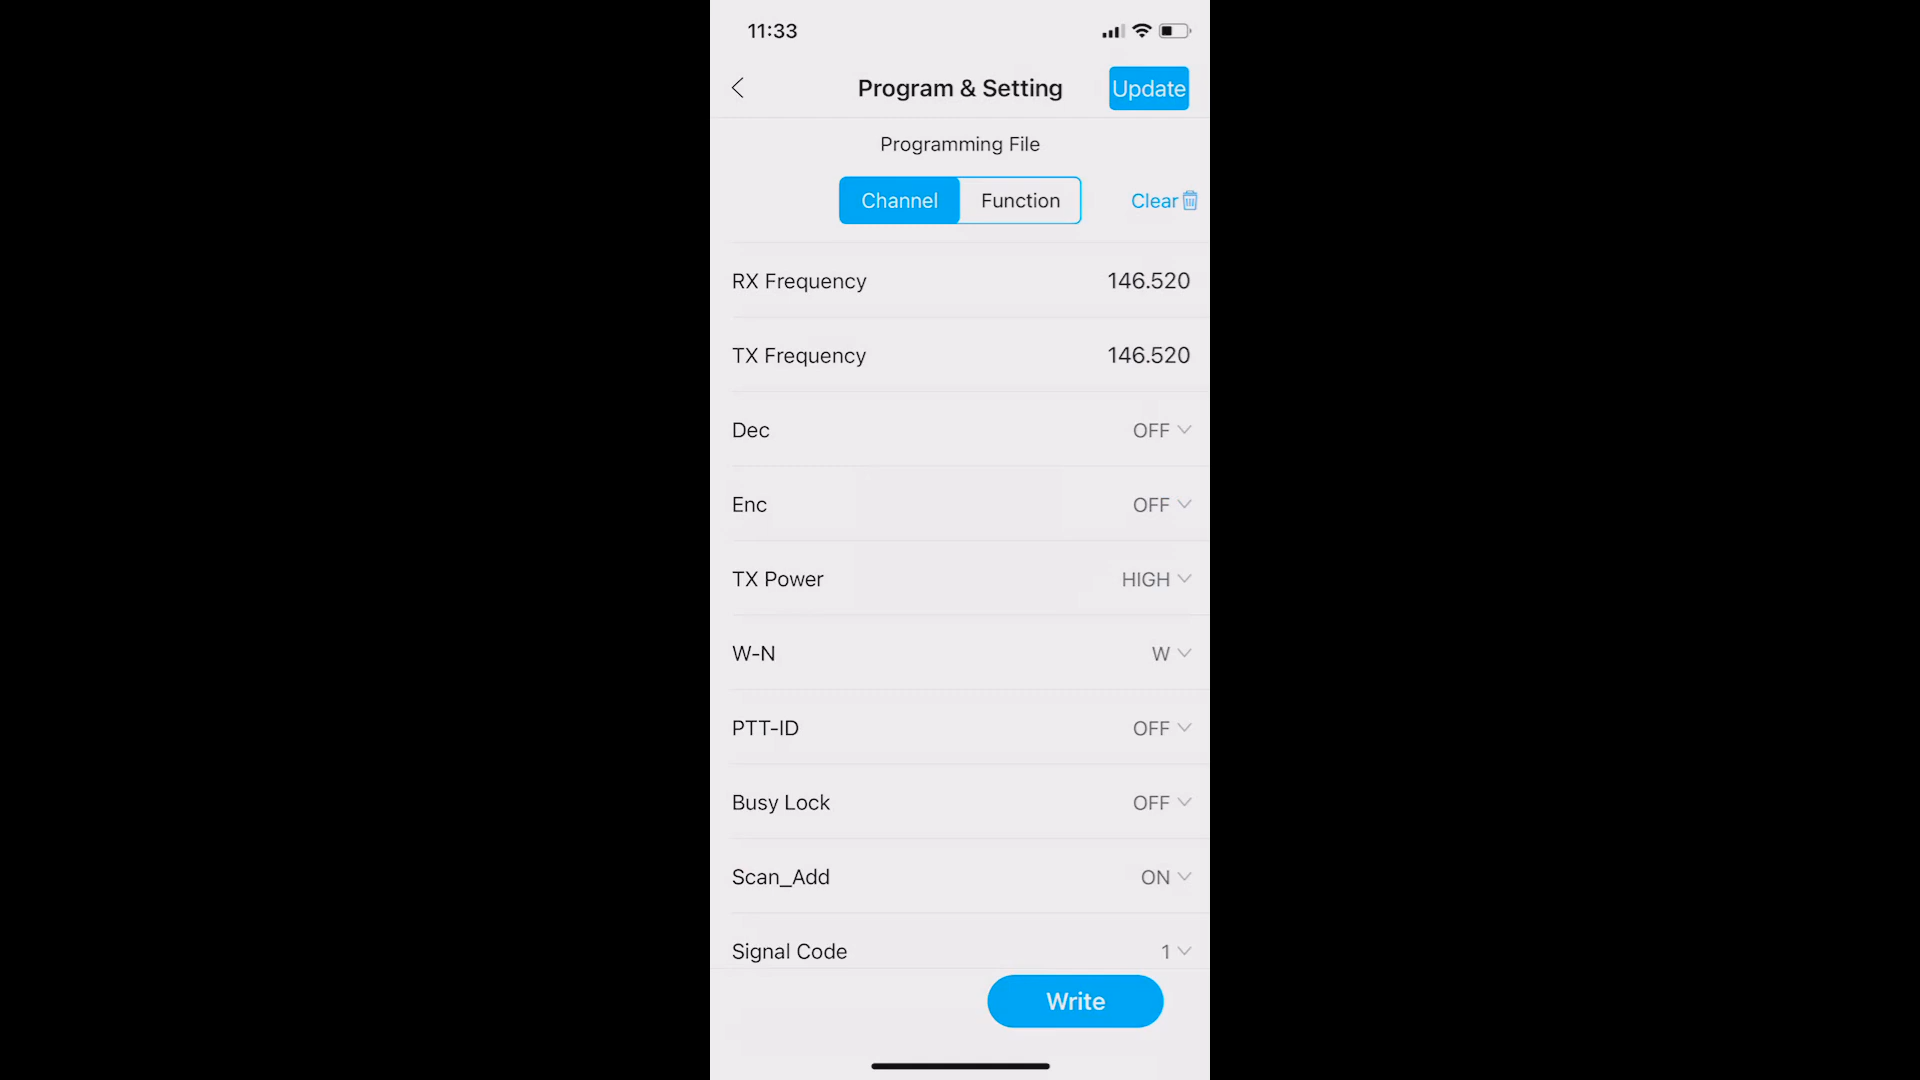 11:33
Program & Setting
Update
Programming File
Channel
Function
Clear
RX Frequency 146.520
TX Frequency 146.520
Dec OFF
Enc OFF
TX Power HIGH
W-N W
PTT-ID OFF
Busy Lock OFF
Scan_Add ON
Signal Code 1
Write